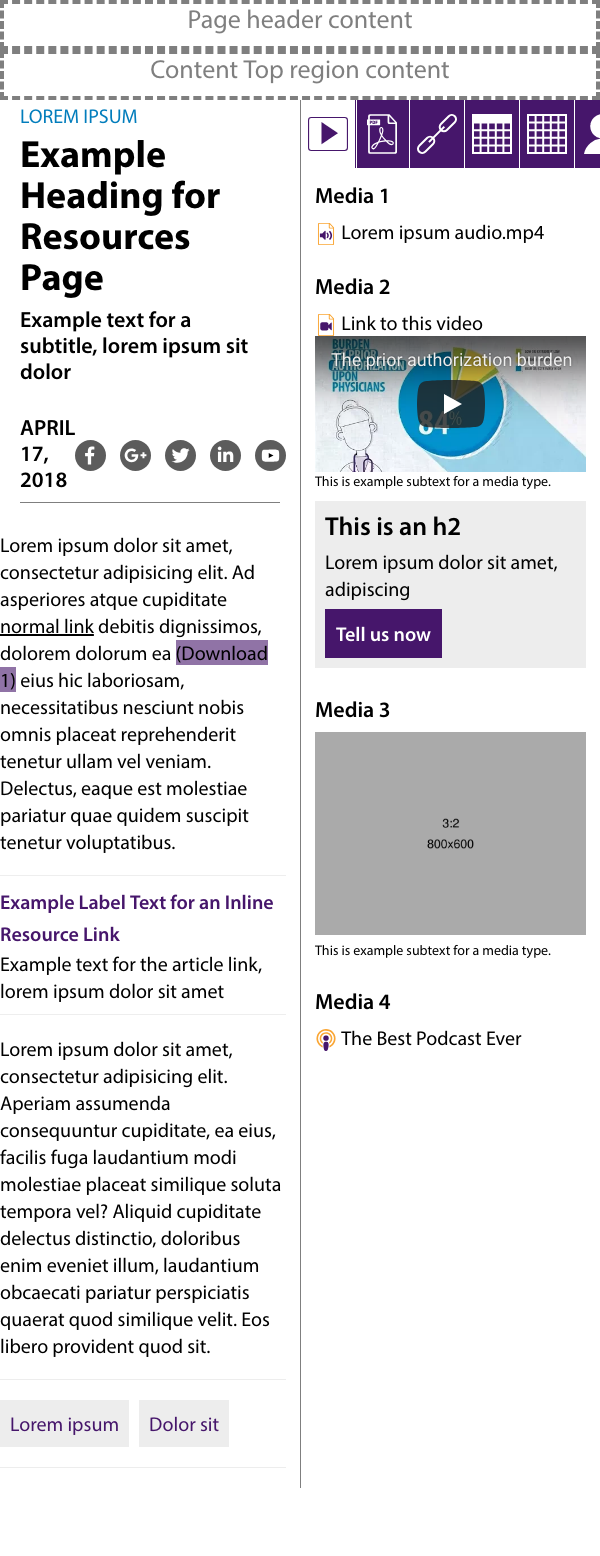 Page header content
Content Top region content
LOREM IPSUM
Example
Heading for
Resources
Page
Example text for a
subtitle, lorem ipsum sit
dolor
APRIL
17,
2018
Lorem ipsum dolor sit amet,
consectetur adipisicing elit. Ad
asperiores atque cupiditate
normal link debitis dignissimos,
dolorem dolorum ea (Download
1) eius hic laboriosam,
necessitatibus nesciunt nobis
omnis placeat reprehenderit
tenetur ullam vel veniam.
Delectus, eaque est molestiae
pariatur quae quidem suscipit
tenetur voluptatibus.
Example Label Text for an Inline
Resource Link
Example text for the article link,
lorem ipsum dolor sit amet
Lorem ipsum dolor sit amet,
consectetur adipisicing elit.
Aperiam assumenda
consequuntur cupiditate, ea eius,
facilis fuga laudantium modi
molestiae placeat similique soluta
tempora vel? Aliquid cupiditate
delectus distinctio, doloribus
enim eveniet illum, laudantium
obcaecati pariatur perspiciatis
quaerat quod similique velit. Eos
libero provident quod sit.
Lorem ipsum
Dolor sit
PDF
Media 1
Lorem ipsum audio.mp4
Media 2
Link to this video
BURDEN
The prior authorization burden
AUTHORIZATION
UPON
PHYSICIANS
84%
This is example subtext for a media type.
This is an h2
Lorem ipsum dolor sit amet,
adipiscing
Tell us now
Media 3
3:2
800x600
This is example subtext for a media type.
Media 4
The Best Podcast Ever